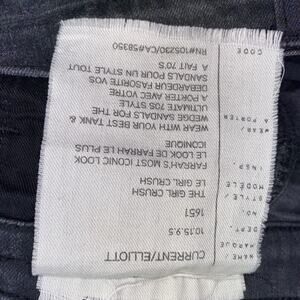 NAME/ CURRENT/ELLIOTT
MARQUE
DEPT. 10.15.9.5
NO. 1651
STYLE/ THE GIRL CRUSH
MODELE LE GIRL CRUSH
INSP. FARRAH'S MOST ICONIC LOOK
LE LOOK DE FARRAH LE PLUS
ICONIQUE
WEAR/ WEAR WITH YOUR BEST TANK &
A PORTER WEDGE SANDALS FOR THE
ULTIMATE 70S STYLE
A PORTER AVEC VOTRE
DEBARDEUR FASORITE VOS
SANDALS POUR UN STYLE TOUT
A FAIT 70'S
CODE RN#105230/CA58350